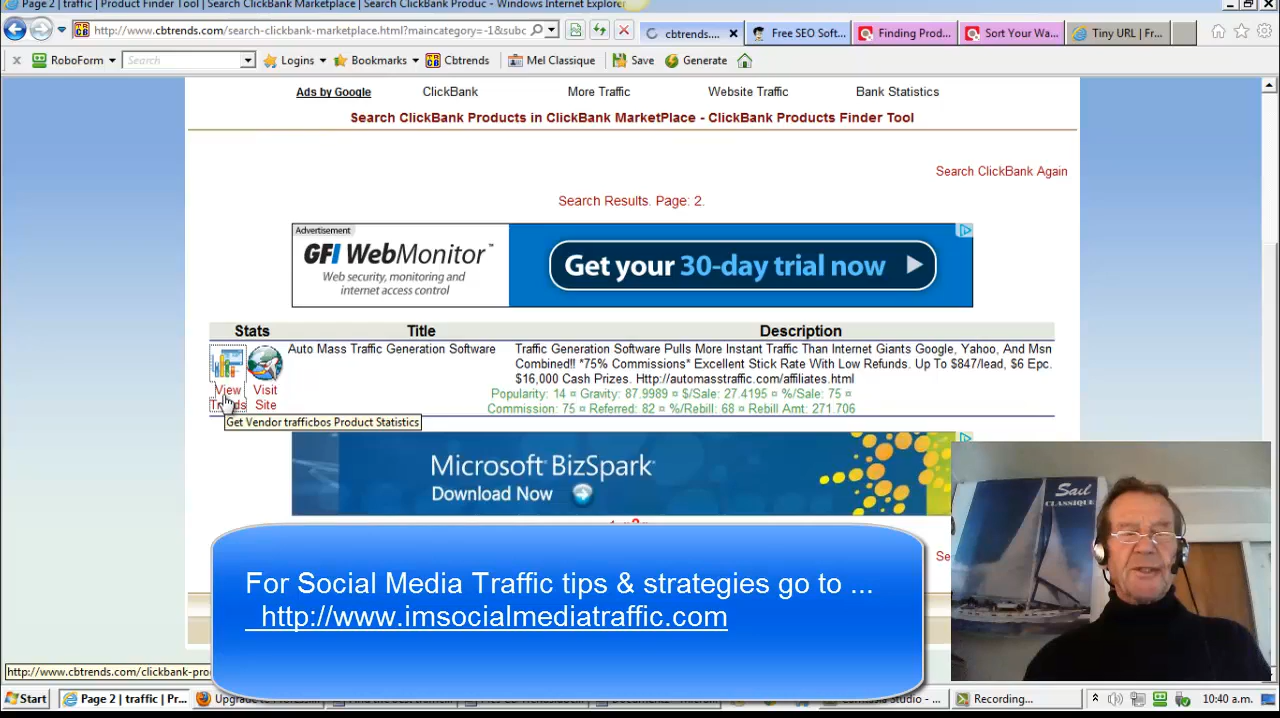 Page 2 | traffic | Product Finder Tool | Search ClickBank Marketplace | Search ClickBank Produc - Windows Internet Explorer
http://www.cbtrends.com/search-clickbank-marketplace.html?maincategory=-1&subc
cbtrends.... Free SEO Soft... Finding Prod... Sort Your Wa... Tiny URL | Fr...
RoboForm Search Logins Bookmarks Cbtrends Mel Classique Save Generate
Ads by Google ClickBank More Traffic Website Traffic Bank Statistics
Search ClickBank Products in ClickBank MarketPlace - ClickBank Products Finder Tool
Search ClickBank Again
Search Results. Page: 2.
Advertisement
GFI WebMonitor™
Web security, monitoring and
internet access control
Get your 30-day trial now
Stats Title Description
View Trends
Visit Site
Auto Mass Traffic Generation Software
Traffic Generation Software Pulls More Instant Traffic Than Internet Giants Google, Yahoo, And Msn
Combined!! *75% Commissions* Excellent Stick Rate With Low Refunds. Up To $847/lead, $6 Epc.
$16,000 Cash Prizes. Http://automasstraffic.com/affiliates.html
Popularity: 14 ¤ Gravity: 87.9989 ¤ $/Sale: 27.4195 ¤ %/Sale: 75 ¤
Commission: 75 ¤ Referred: 82 ¤ %/Rebill: 68 ¤ Rebill Amt: 271.706
Get Vendor trafficbos Product Statistics
Microsoft BizSpark
Download Now
Se
For Social Media Traffic tips & strategies go to ...
http://www.imsocialmediatraffic.com
Sail
CLASSIQUE
http://www.cbtrends.com/clickbank-pro
Start Page 2 | traffic | Pr... Recording... 10:40 a.m.